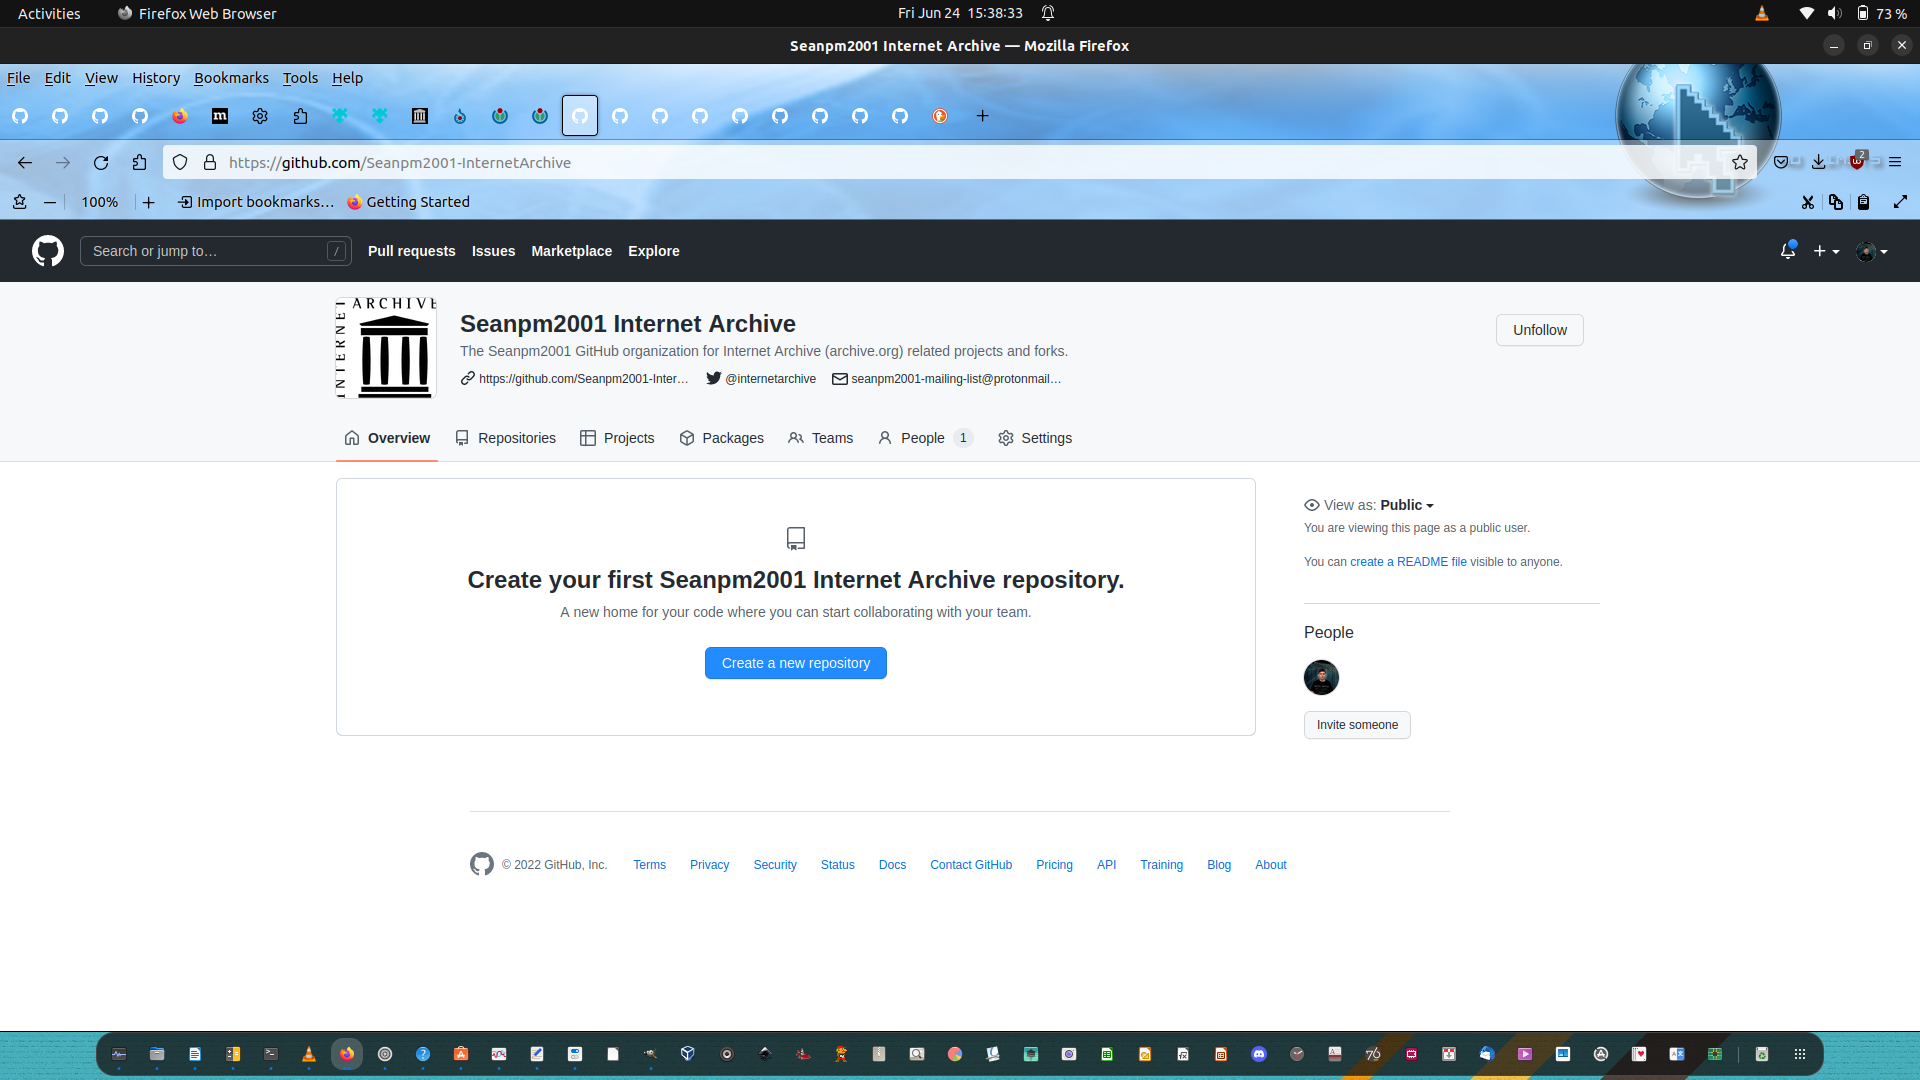 Activities
Firefox Web Browser
Fri Jun 24 15:38:33
73 %
Seanpm2001 Internet Archive — Mozilla Firefox
File Edit View History Bookmarks Tools Help
https://github.com/Seanpm2001-InternetArchive
2
100%
Import bookmarks…
Getting Started
Search or jump to…
/
Pull requests
Issues
Marketplace
Explore
INTERNET ARCHIVE
Seanpm2001 Internet Archive
Unfollow
The Seanpm2001 GitHub organization for Internet Archive (archive.org) related projects and forks.
https://github.com/Seanpm2001-Inter…
@internetarchive
seanpm2001-mailing-list@protonmail…
Overview
Repositories
Projects
Packages
Teams
People 1
Settings
Create your first Seanpm2001 Internet Archive repository.
A new home for your code where you can start collaborating with your team.
Create a new repository
View as: Public
You are viewing this page as a public user.
You can create a README file visible to anyone.
People
Invite someone
© 2022 GitHub, Inc.
Terms
Privacy
Security
Status
Docs
Contact GitHub
Pricing
API
Training
Blog
About
76